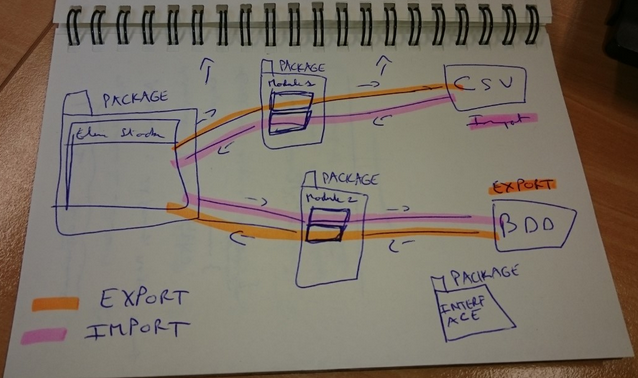 PACKAGE
Module 1
CSV
PACKAGE
Import
PACKAGE
Module 2
EXPORT
BDD
PACKAGE
INTERF
ACE
EXPORT
IMPORT